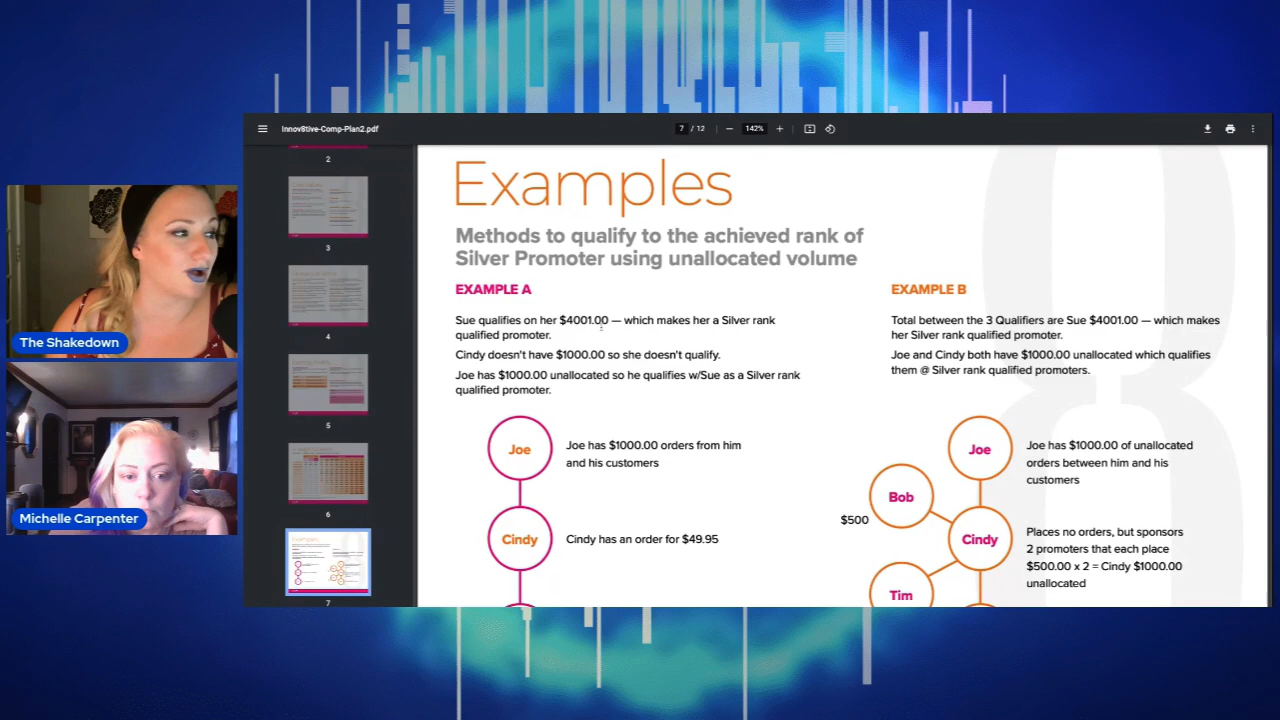 Innov8tive-Comp-Plan2.pdf
7 / 12
142%
2
3
4
5
6
7
Examples
Methods to qualify to the achieved rank of
Silver Promoter using unallocated volume
EXAMPLE A
Sue qualifies on her $4001.00 — which makes her a Silver rank
qualified promoter.
Cindy doesn't have $1000.00 so she doesn't qualify.
Joe has $1000.00 unallocated so he qualifies w/Sue as a Silver rank
qualified promoter.
Joe
Joe has $1000.00 orders from him
and his customers
Cindy
Cindy has an order for $49.95
EXAMPLE B
Total between the 3 Qualifiers are Sue $4001.00 — which makes
her Silver rank qualified promoter.
Joe and Cindy both have $1000.00 unallocated which qualifies
them @ Silver rank qualified promoters.
Joe
Joe has $1000.00 of unallocated
orders between him and his
customers
Bob
$500
Cindy
Places no orders, but sponsors
2 promoters that each place
$500.00 x 2 = Cindy $1000.00
unallocated
Tim
8
The Shakedown
Michelle Carpenter